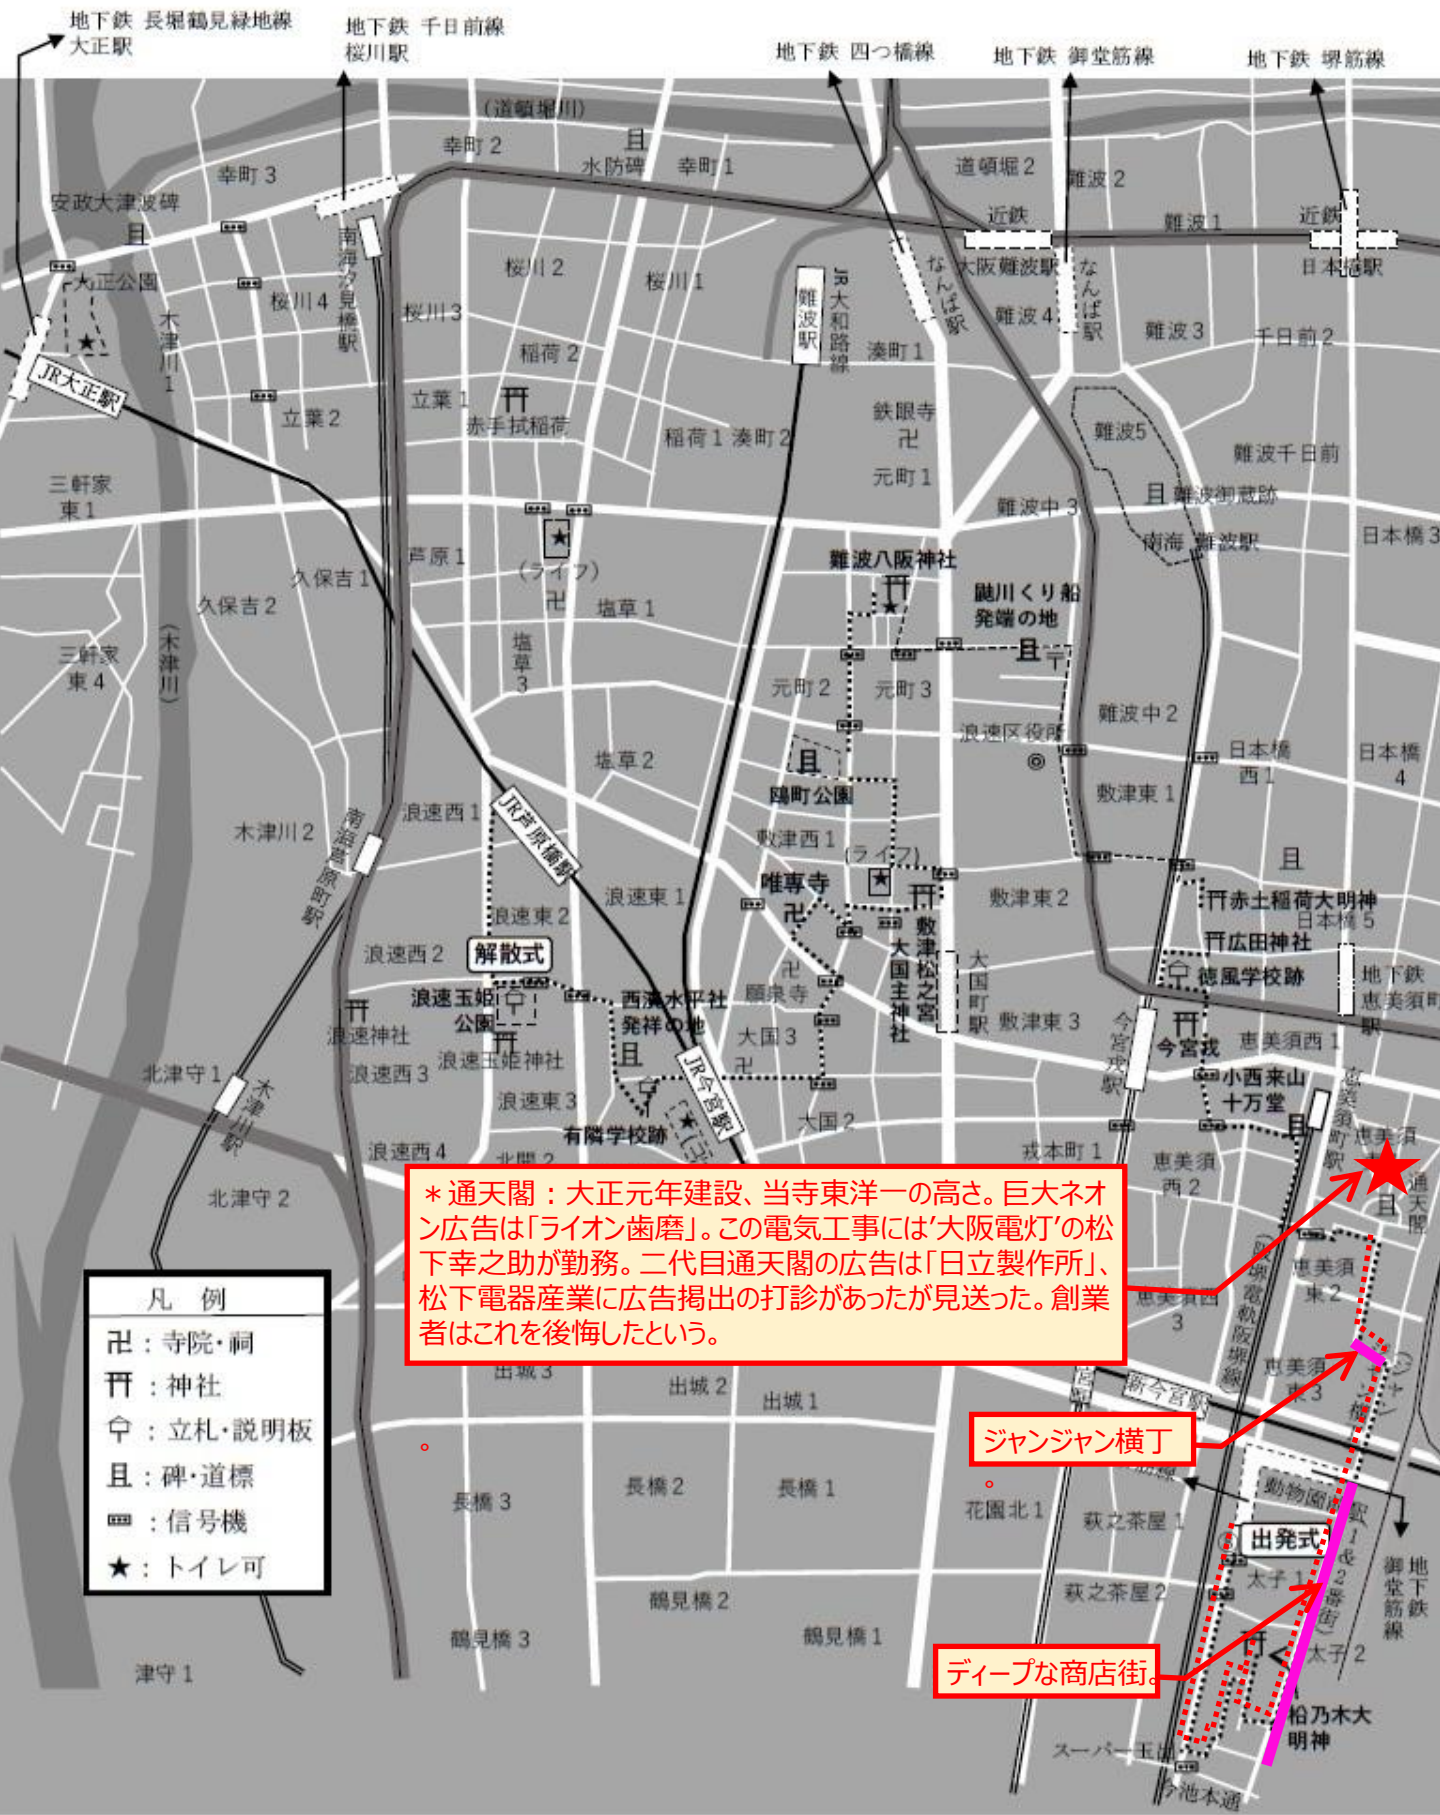 地下鉄 長堀鶴見緑地線
大正駅
地下鉄 千日前線
桜川駅
地下鉄 四つ橋線
地下鉄 御堂筋線
地下鉄 堺筋線
(道頓堀川)
幸町2
水防碑
幸町1
道頓堀2
難波2
幸町3
安政大津波碑
近鉄
難波1
近鉄
大阪難波駅
日本橋駅
なんば駅
なんば駅
南海汐見橋駅
大正公園
桜川4
桜川3
桜川2
桜川1
難波駅
JR大和路線
難波4
難波3
千日前2
木津川1
稲荷2
湊町1
JR大正駅
立葉2
立葉1
赤手拭稲荷
稲荷1
湊町2
鉄眼寺
元町1
難波5
難波千日前
三軒家
東1
難波中3
難波御蔵跡
南海 難波駅
日本橋3
芦原1
(ライフ)
久保吉1
久保吉2
塩草1
難波八阪神社
鼬川くり船
発端の地
三軒家
東4
(木津川)
塩草3
元町2
元町3
難波中2
浪速区役所
塩草2
日本橋
西1
日本橋
4
鴎町公園
敷津東1
浪速西1
JR芦原橋駅
木津川2
南海芦原町駅
敷津西1
(ライフ)
唯専寺
浪速東1
浪速東2
敷津東2
赤土稲荷大明神
日本橋5
敷津松之宮
大国主神社
大国町駅
広田神社
浪速西2
解散式
徳風学校跡
地下鉄
恵美須町駅
浪速玉姫
公園
西濱水平社
発祥の地
願泉寺
大国3
敷津東3
今宮戎駅
今宮戎
恵美須西1
浪速神社
浪速玉姫神社
北津守1
浪速西3
木津川駅
浪速東3
JR今宮駅
小西来山
十万堂
恵美須町駅
有隣学校跡
大国2
浪速西4
北開2
戎本町1
恵美須
西2
恵美須
通天閣
北津守2
*通天閣：大正元年建設、当寺東洋一の高さ。巨大ネオ
ン広告は「ライオン歯磨」。この電気工事には’大阪電灯’の松
下幸之助が勤務。二代目通天閣の広告は「日立製作所」、
松下電器産業に広告掲出の打診があったが見送った。創業
者はこれを後悔したという。
(阪堺電軌阪堺線)
恵美須
東2
恵美須西
3
恵美須
東3
凡 例
卍：寺院・祠
：神社
：立札・説明板
：碑・道標
：信号機
★：トイレ可
出城3
出城2
出城1
新今宮駅
ジャンジャン横丁
。
。
長橋3
長橋2
長橋1
花園北1
萩之茶屋1
動物園前駅
出発式
(1&2番街)
地下鉄
御堂筋線
太子1
萩之茶屋2
鶴見橋2
鶴見橋3
鶴見橋1
太子2
ディープな商店街。
津守1
柏乃木大
明神
スーパー玉出
今池本通